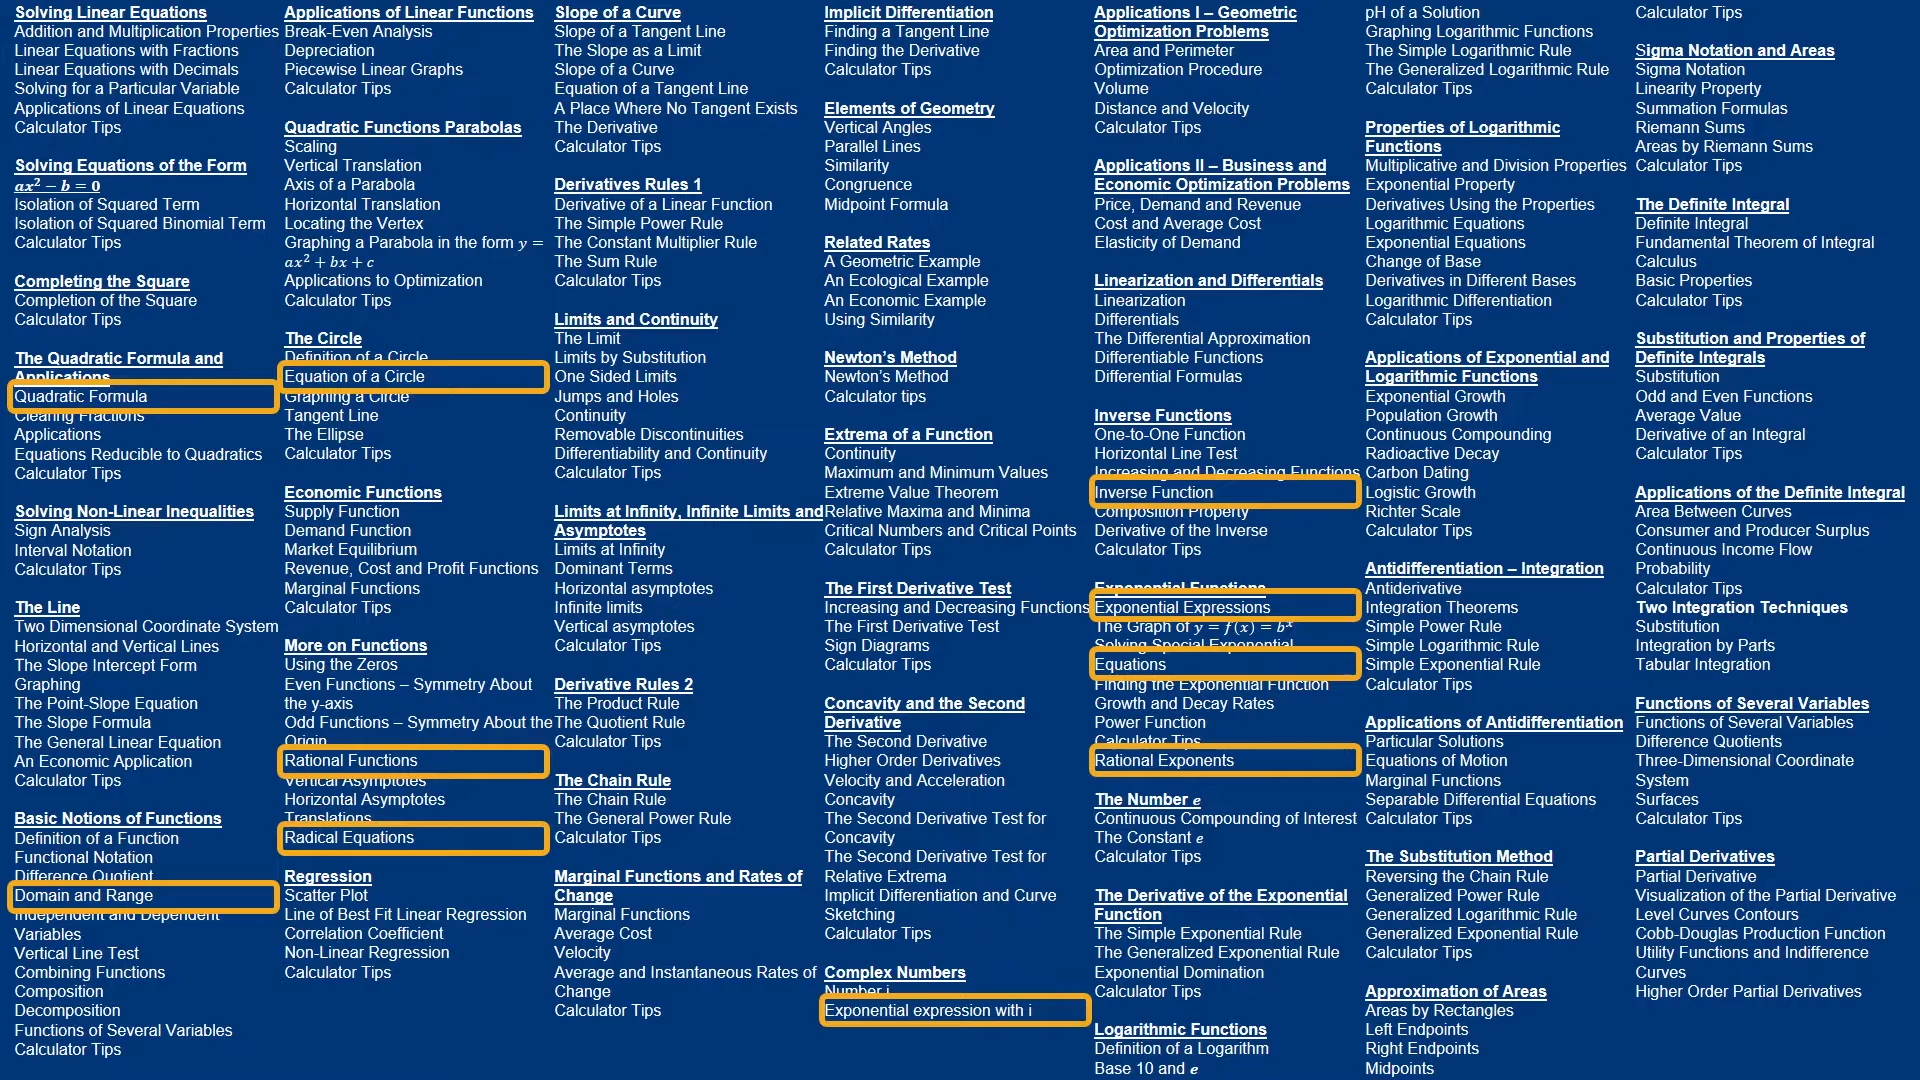 Solving Linear Equations
Addition and Multiplication Properties
Linear Equations with Fractions
Linear Equations with Decimals
Solving for a Particular Variable
Applications of Linear Equations
Calculator Tips
Solving Equations of the Form
ax² − b = 0
Isolation of Squared Term
Isolation of Squared Binomial Term
Calculator Tips
Completing the Square
Completion of the Square
Calculator Tips
The Quadratic Formula and
Applications
Quadratic Formula
Clearing Fractions
Applications
Equations Reducible to Quadratics
Calculator Tips
Solving Non-Linear Inequalities
Sign Analysis
Interval Notation
Calculator Tips
The Line
Two Dimensional Coordinate System
Horizontal and Vertical Lines
The Slope Intercept Form
Graphing
The Point-Slope Equation
The Slope Formula
The General Linear Equation
An Economic Application
Calculator Tips
Basic Notions of Functions
Definition of a Function
Functional Notation
Difference Quotient
Domain and Range
Independent and Dependent
Variables
Vertical Line Test
Combining Functions
Composition
Decomposition
Functions of Several Variables
Calculator Tips
Applications of Linear Functions
Break-Even Analysis
Depreciation
Piecewise Linear Graphs
Calculator Tips
Quadratic Functions Parabolas
Scaling
Vertical Translation
Axis of a Parabola
Horizontal Translation
Locating the Vertex
Graphing a Parabola in the form y =
ax² + bx + c
Applications to Optimization
Calculator Tips
The Circle
Definition of a Circle
Equation of a Circle
Graphing a Circle
Tangent Line
The Ellipse
Calculator Tips
Economic Functions
Supply Function
Demand Function
Market Equilibrium
Revenue, Cost and Profit Functions
Marginal Functions
Calculator Tips
More on Functions
Using the Zeros
Even Functions – Symmetry About
the y-axis
Odd Functions – Symmetry About the
Origin
Rational Functions
Vertical Asymptotes
Horizontal Asymptotes
Translations
Radical Equations
Regression
Scatter Plot
Line of Best Fit Linear Regression
Correlation Coefficient
Non-Linear Regression
Calculator Tips
Slope of a Curve
Slope of a Tangent Line
The Slope as a Limit
Slope of a Curve
Equation of a Tangent Line
A Place Where No Tangent Exists
The Derivative
Calculator Tips
Derivatives Rules 1
Derivative of a Linear Function
The Simple Power Rule
The Constant Multiplier Rule
The Sum Rule
Calculator Tips
Limits and Continuity
The Limit
Limits by Substitution
One Sided Limits
Jumps and Holes
Continuity
Removable Discontinuities
Differentiability and Continuity
Calculator Tips
Limits at Infinity, Infinite Limits and
Asymptotes
Limits at Infinity
Dominant Terms
Horizontal asymptotes
Infinite limits
Vertical asymptotes
Calculator Tips
Derivative Rules 2
The Product Rule
The Quotient Rule
Calculator Tips
The Chain Rule
The Chain Rule
The General Power Rule
Calculator Tips
Marginal Functions and Rates of
Change
Marginal Functions
Average Cost
Velocity
Average and Instantaneous Rates of
Change
Calculator Tips
Implicit Differentiation
Finding a Tangent Line
Finding the Derivative
Calculator Tips
Elements of Geometry
Vertical Angles
Parallel Lines
Similarity
Congruence
Midpoint Formula
Related Rates
A Geometric Example
An Ecological Example
An Economic Example
Using Similarity
Newton's Method
Newton's Method
Calculator tips
Extrema of a Function
Continuity
Maximum and Minimum Values
Extreme Value Theorem
Relative Maxima and Minima
Critical Numbers and Critical Points
Calculator Tips
The First Derivative Test
Increasing and Decreasing Functions
The First Derivative Test
Sign Diagrams
Calculator Tips
Concavity and the Second
Derivative
The Second Derivative
Higher Order Derivatives
Velocity and Acceleration
Concavity
The Second Derivative Test for
Concavity
The Second Derivative Test for
Relative Extrema
Implicit Differentiation and Curve
Sketching
Calculator Tips
Complex Numbers
Number i
Exponential expression with i
Applications I – Geometric
Optimization Problems
Area and Perimeter
Optimization Procedure
Volume
Distance and Velocity
Calculator Tips
Applications II – Business and
Economic Optimization Problems
Price, Demand and Revenue
Cost and Average Cost
Elasticity of Demand
Linearization and Differentials
Linearization
Differentials
The Differential Approximation
Differentiable Functions
Differential Formulas
Inverse Functions
One-to-One Function
Horizontal Line Test
Increasing and Decreasing Functions
Inverse Function
Composition Property
Derivative of the Inverse
Calculator Tips
Exponential Functions
Exponential Expressions
The Graph of y = f(x) = bˣ
Solving Special Exponential
Equations
Finding the Exponential Function
Growth and Decay Rates
Power Function
Calculator Tips
Rational Exponents
The Number e
Continuous Compounding of Interest
The Constant e
Calculator Tips
The Derivative of the Exponential
Function
The Simple Exponential Rule
The Generalized Exponential Rule
Exponential Domination
Calculator Tips
Logarithmic Functions
Definition of a Logarithm
Base 10 and e
pH of a Solution
Graphing Logarithmic Functions
The Simple Logarithmic Rule
The Generalized Logarithmic Rule
Calculator Tips
Properties of Logarithmic
Functions
Multiplicative and Division Properties
Exponential Property
Derivatives Using the Properties
Logarithmic Equations
Exponential Equations
Change of Base
Derivatives in Different Bases
Logarithmic Differentiation
Calculator Tips
Applications of Exponential and
Logarithmic Functions
Exponential Growth
Population Growth
Continuous Compounding
Radioactive Decay
Carbon Dating
Logistic Growth
Richter Scale
Calculator Tips
Antidifferentiation – Integration
Antiderivative
Integration Theorems
Simple Power Rule
Simple Logarithmic Rule
Simple Exponential Rule
Calculator Tips
Applications of Antidifferentiation
Particular Solutions
Equations of Motion
Marginal Functions
Separable Differential Equations
Calculator Tips
The Substitution Method
Reversing the Chain Rule
Generalized Power Rule
Generalized Logarithmic Rule
Generalized Exponential Rule
Calculator Tips
Approximation of Areas
Areas by Rectangles
Left Endpoints
Right Endpoints
Midpoints
Calculator Tips
Sigma Notation and Areas
Sigma Notation
Linearity Property
Summation Formulas
Riemann Sums
Areas by Riemann Sums
Calculator Tips
The Definite Integral
Definite Integral
Fundamental Theorem of Integral
Calculus
Basic Properties
Calculator Tips
Substitution and Properties of
Definite Integrals
Substitution
Odd and Even Functions
Average Value
Derivative of an Integral
Calculator Tips
Applications of the Definite Integral
Area Between Curves
Consumer and Producer Surplus
Continuous Income Flow
Probability
Calculator Tips
Two Integration Techniques
Substitution
Integration by Parts
Tabular Integration
Functions of Several Variables
Functions of Several Variables
Difference Quotients
Three-Dimensional Coordinate
System
Surfaces
Calculator Tips
Partial Derivatives
Partial Derivative
Visualization of the Partial Derivative
Level Curves Contours
Cobb-Douglas Production Function
Utility Functions and Indifference
Curves
Higher Order Partial Derivatives